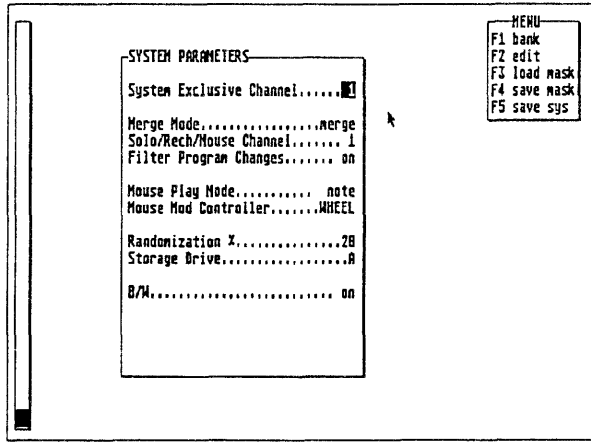 MENU
F1 bank
F2 edit
F3 load mask
F4 save mask
F5 save sys
SYSTEM PARAMETERS
System Exclusive Channel......1
Merge Mode.................merge
Solo/Rech/Mouse Channel....... 1
Filter Program Changes....... on
Mouse Play Mode........... note
Mouse Mod Controller.......WHEEL
Randomization %...............20
Storage Drive..................A
B/W.......................... on